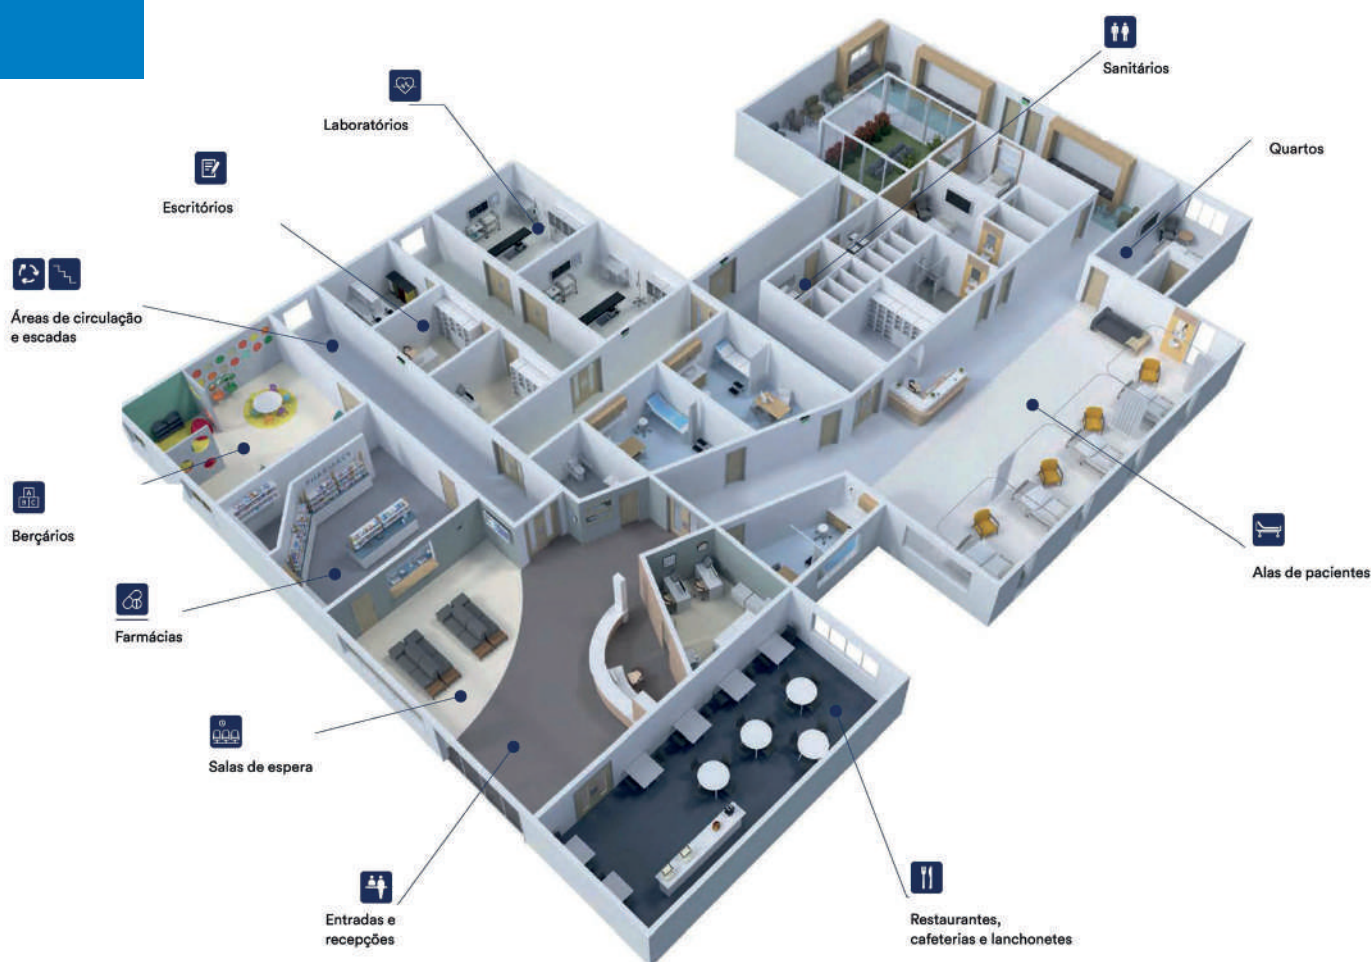 Sanitários
Laboratórios
Quartos
Escritórios
Áreas de circulação
e escadas
PHARMACY
A
B C
Berçários
Alas de pacientes
Farmácias
Salas de espera
Entradas e
recepções
Restaurantes,
cafeterias e lanchonetes